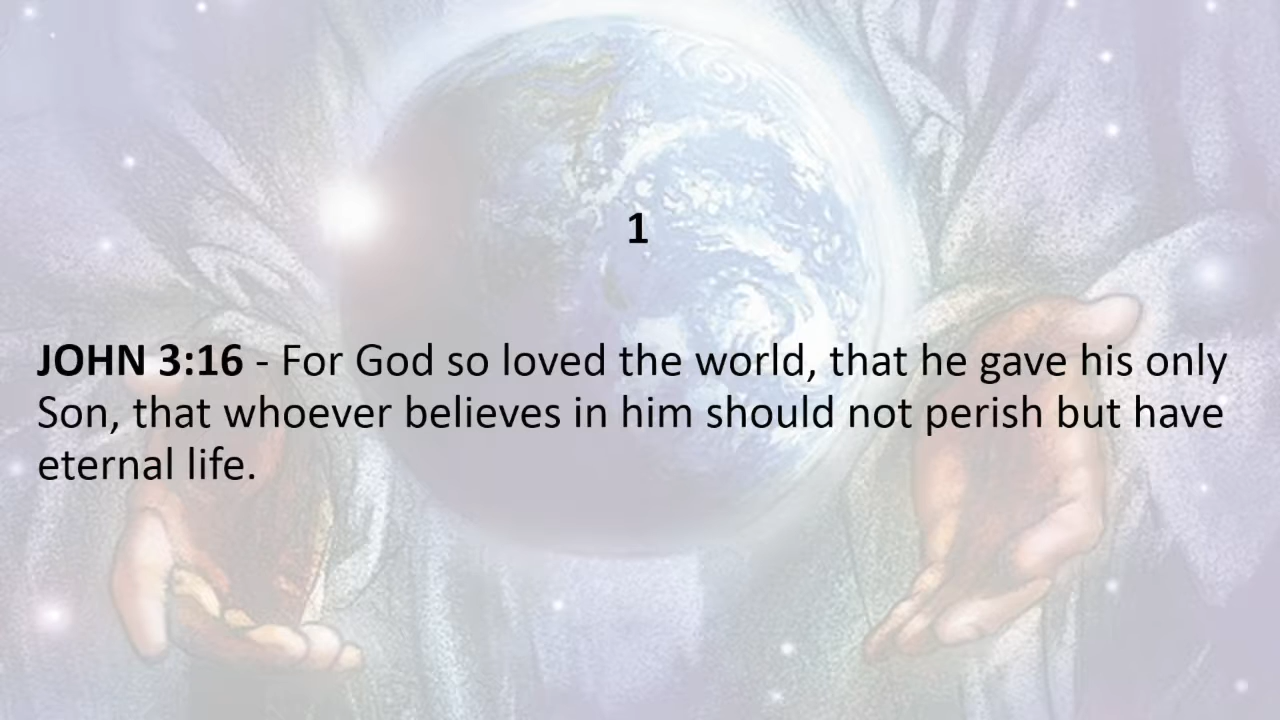 1
JOHN 3:16 - For God so loved the world, that he gave his only
Son, that whoever believes in him should not perish but have
eternal life.